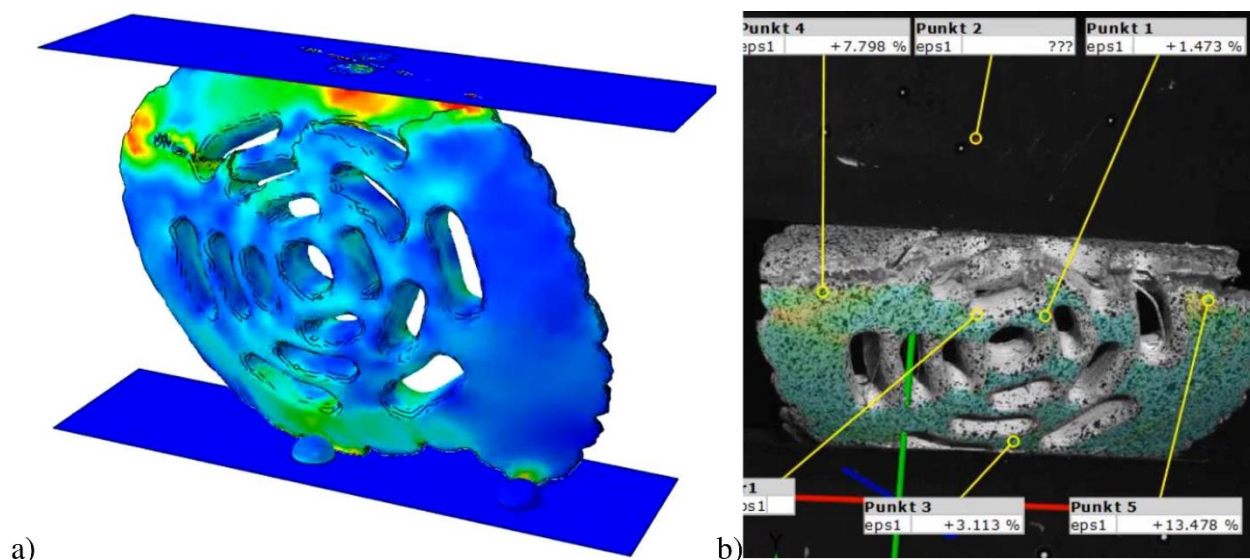 Punkt 4
eps1 +7.798 %
Punkt 2
eps1 ???
Punkt 1
eps1 +1.473 %
r1
ps1
Punkt 3
eps1 +3.113 %
Punkt 5
eps1 +13.478 %
Y
a)
b)